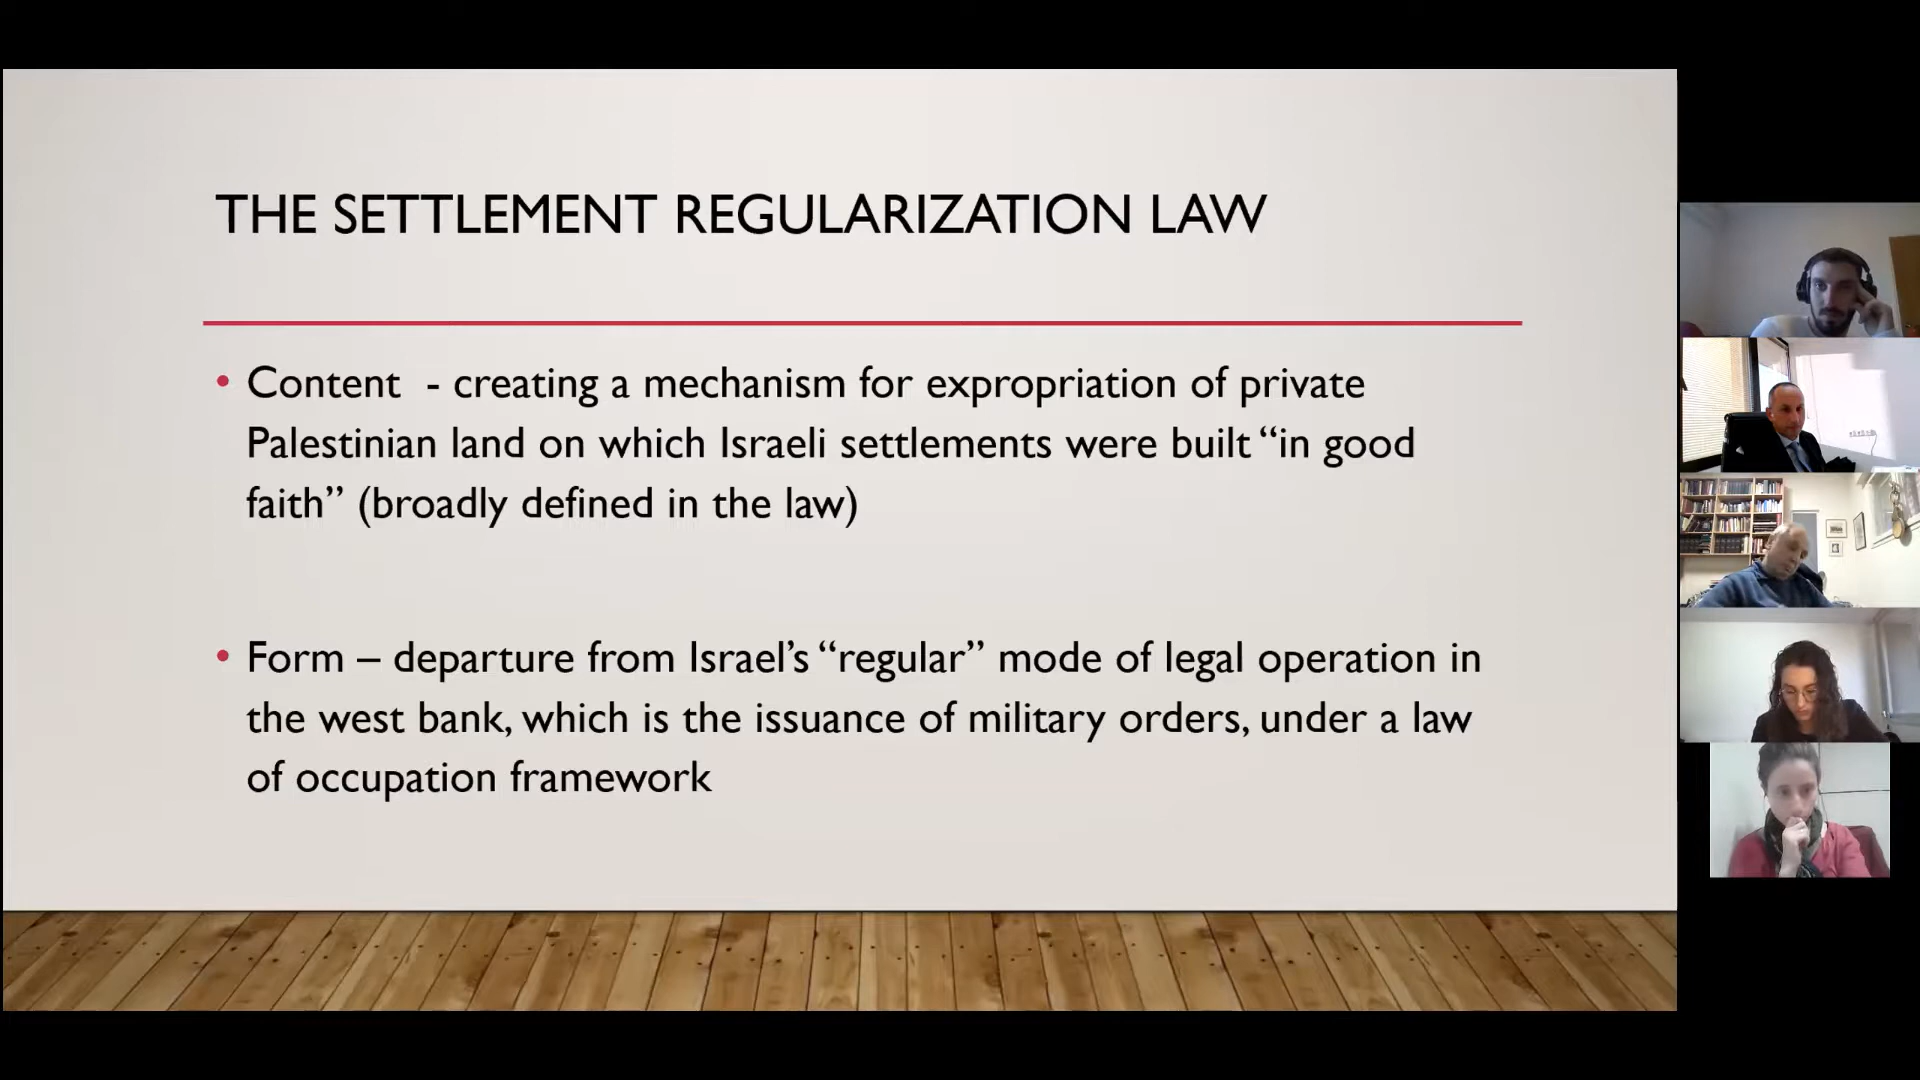 THE SETTLEMENT REGULARIZATION LAW
• Content  - creating a mechanism for expropriation of private
Palestinian land on which Israeli settlements were built “in good
faith” (broadly defined in the law)
• Form – departure from Israel’s “regular” mode of legal operation in
the west bank, which is the issuance of military orders, under a law
of occupation framework